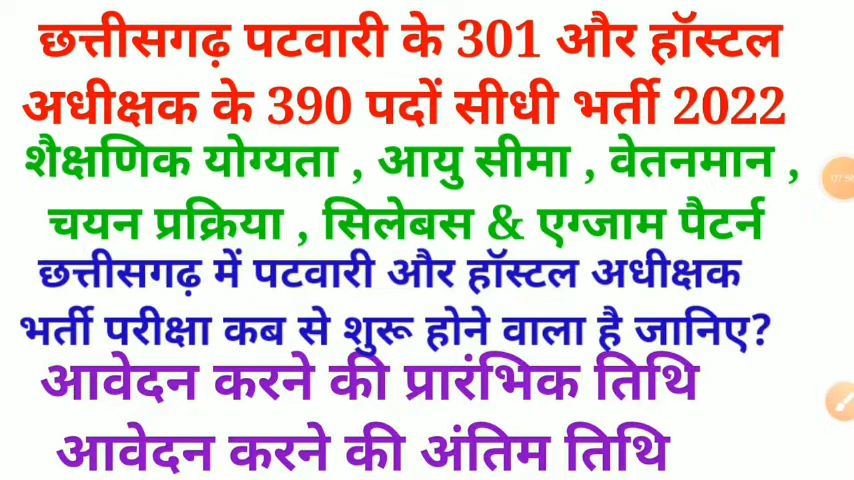 छत्तीसगढ़ पटवारी के 301 और हॉस्टल
अधीक्षक के 390 पदों सीधी भर्ती 2022
शैक्षणिक योग्यता , आयु सीमा , वेतनमान ,
चयन प्रक्रिया , सिलेबस & एग्जाम पैटर्न
छत्तीसगढ़ में पटवारी और हॉस्टल अधीक्षक
भर्ती परीक्षा कब से शुरू होने वाला है जानिए?
आवेदन करने की प्रारंभिक तिथि
आवेदन करने की अंतिम तिथि